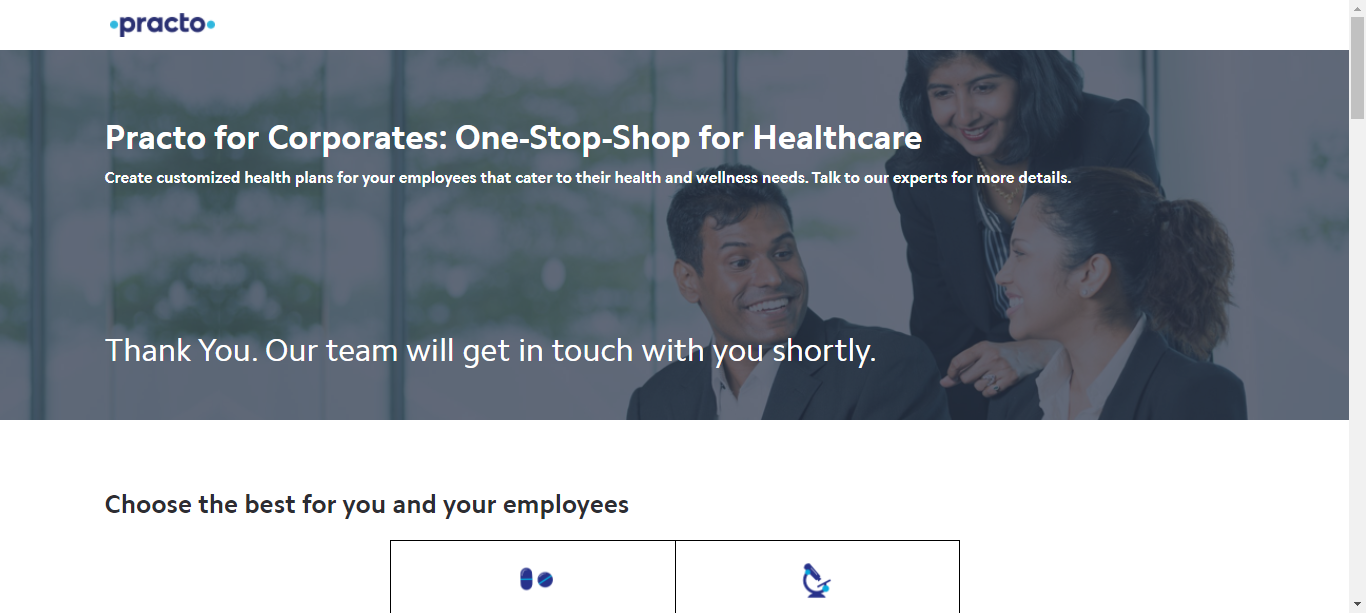 practo
Practo for Corporates: One-Stop-Shop for Healthcare
Create customized health plans for your employees that cater to their health and wellness needs. Talk to our experts for more details.
Thank You. Our team will get in touch with you shortly.
Choose the best for you and your employees